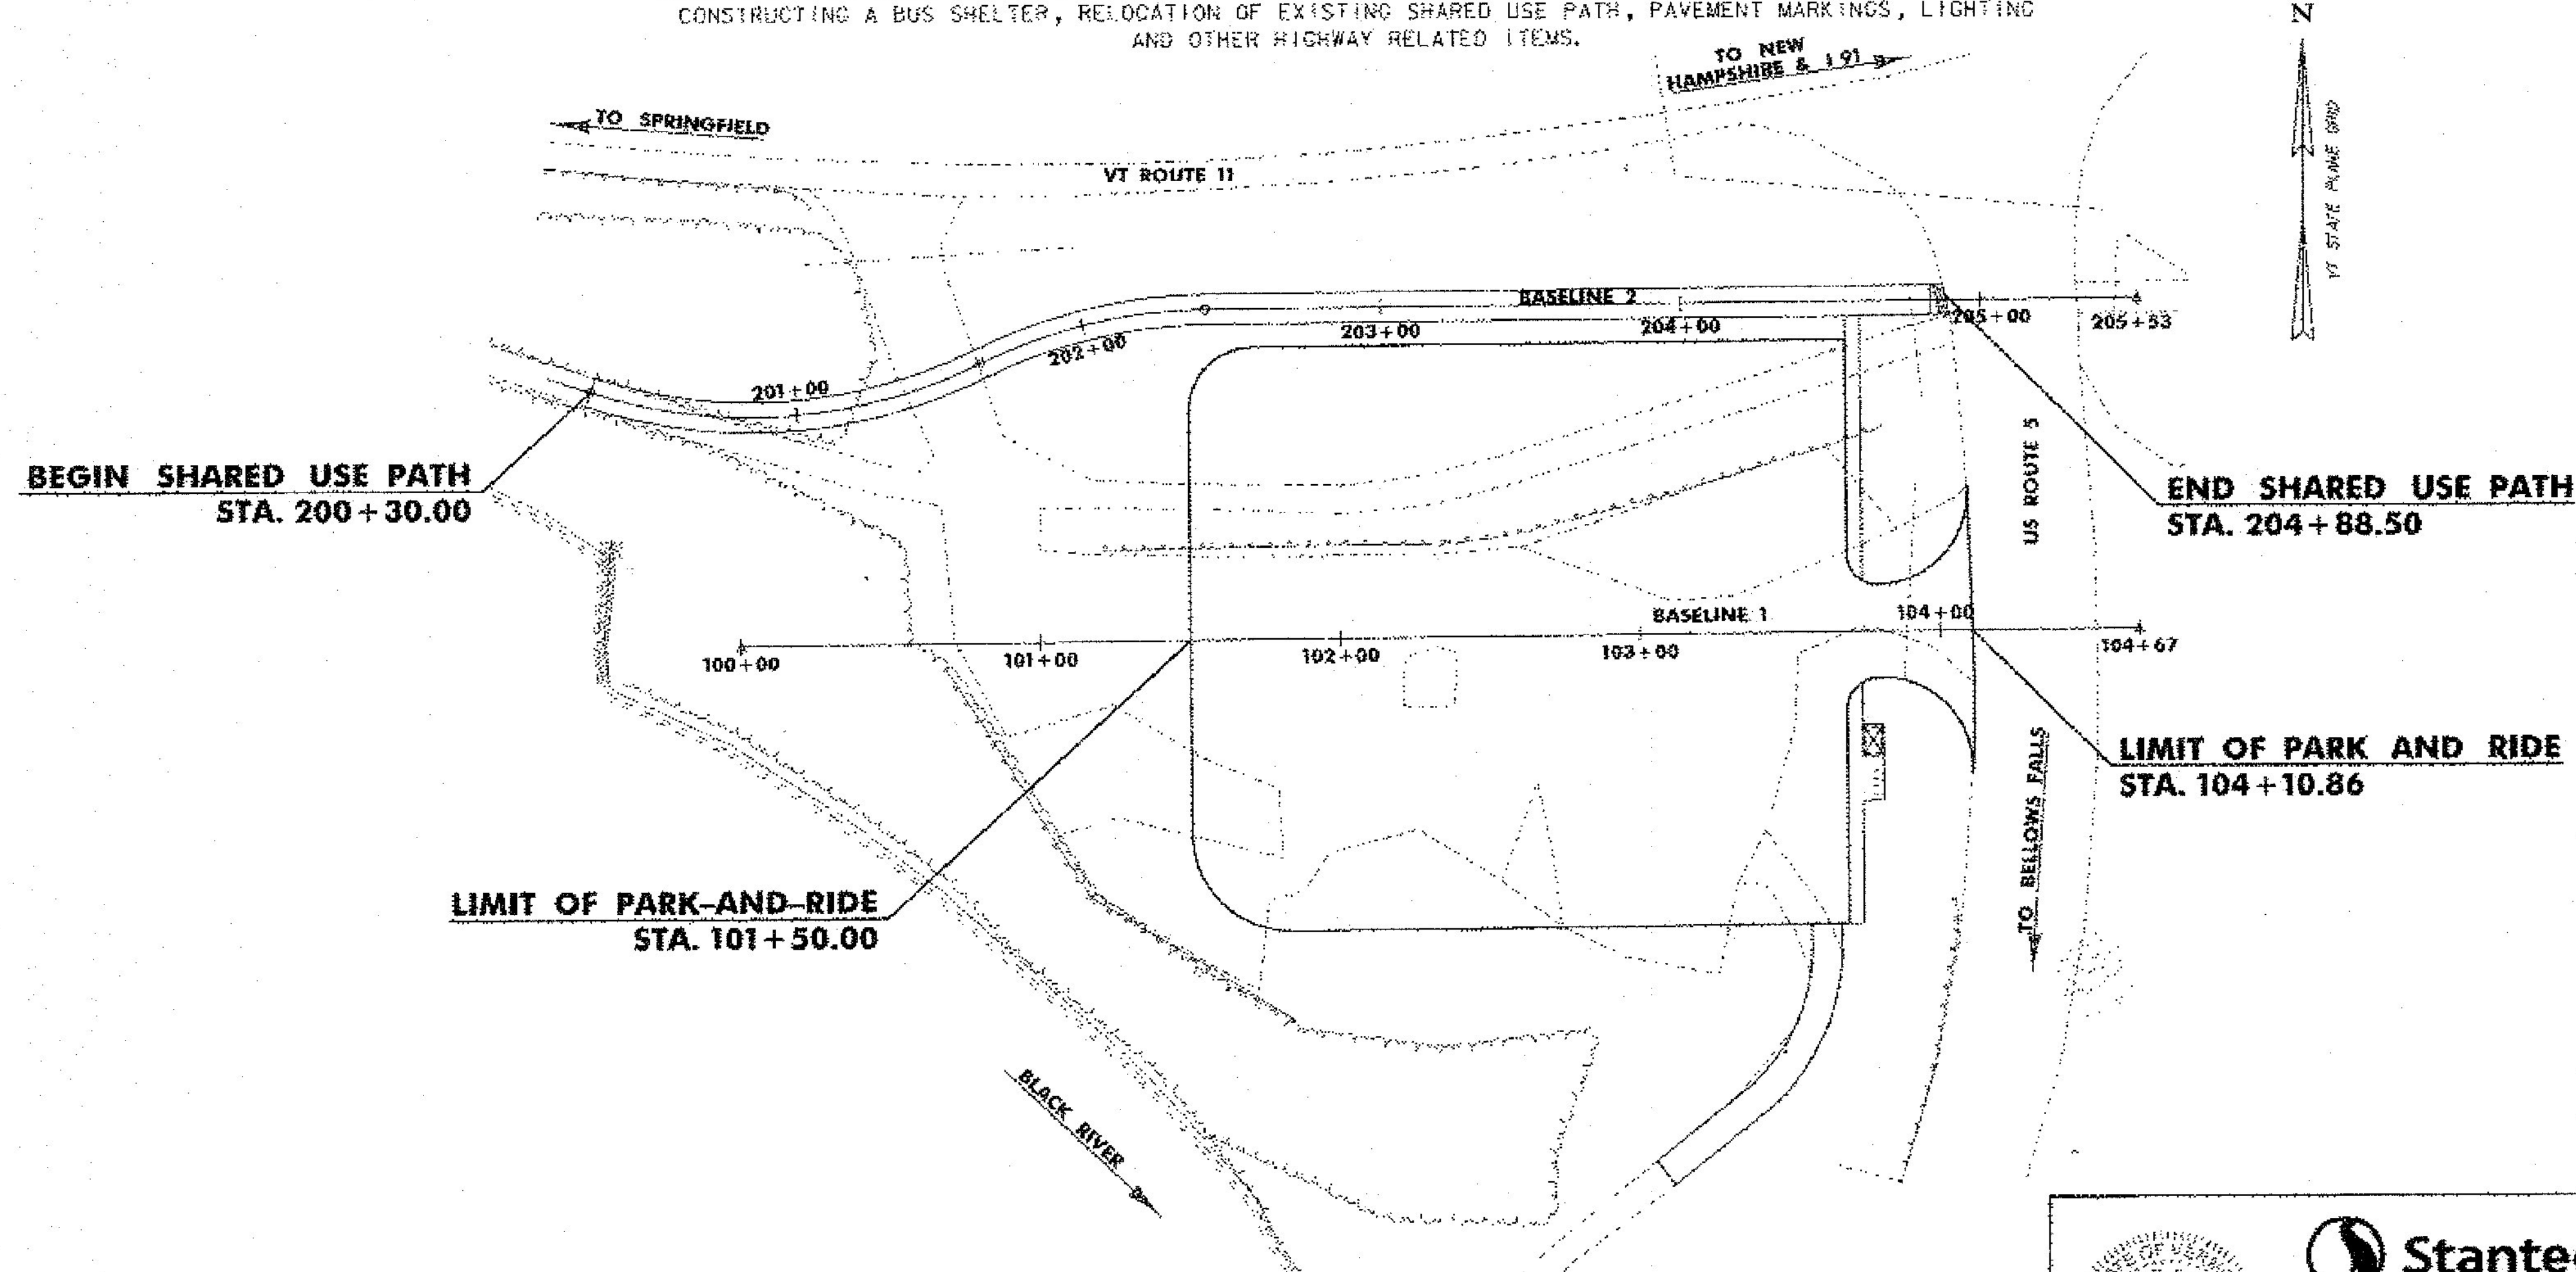 CONSTRUCTING A BUS SHELTER, RELOCATION OF EXISTING SHARED USE PATH, PAVEMENT MARKINGS, LIGHTING
AND OTHER HIGHWAY RELATED ITEMS.
N
TO NEW
HAMPSHIRE & I 91
TO SPRINGFIELD
VT STATE PLANE GRID
VT ROUTE 11
BASELINE 2
203+00
204+00
205+00
205+53
202+00
201+00
BEGIN SHARED USE PATH
STA. 200+30.00
US ROUTE 5
END SHARED USE PATH
STA. 204+88.50
BASELINE 1
104+00
100+00
101+00
102+00
103+00
104+67
LIMIT OF PARK AND RIDE
STA. 104+10.86
TO BELLOWS FALLS
LIMIT OF PARK-AND-RIDE
STA. 101+50.00
BLACK RIVER